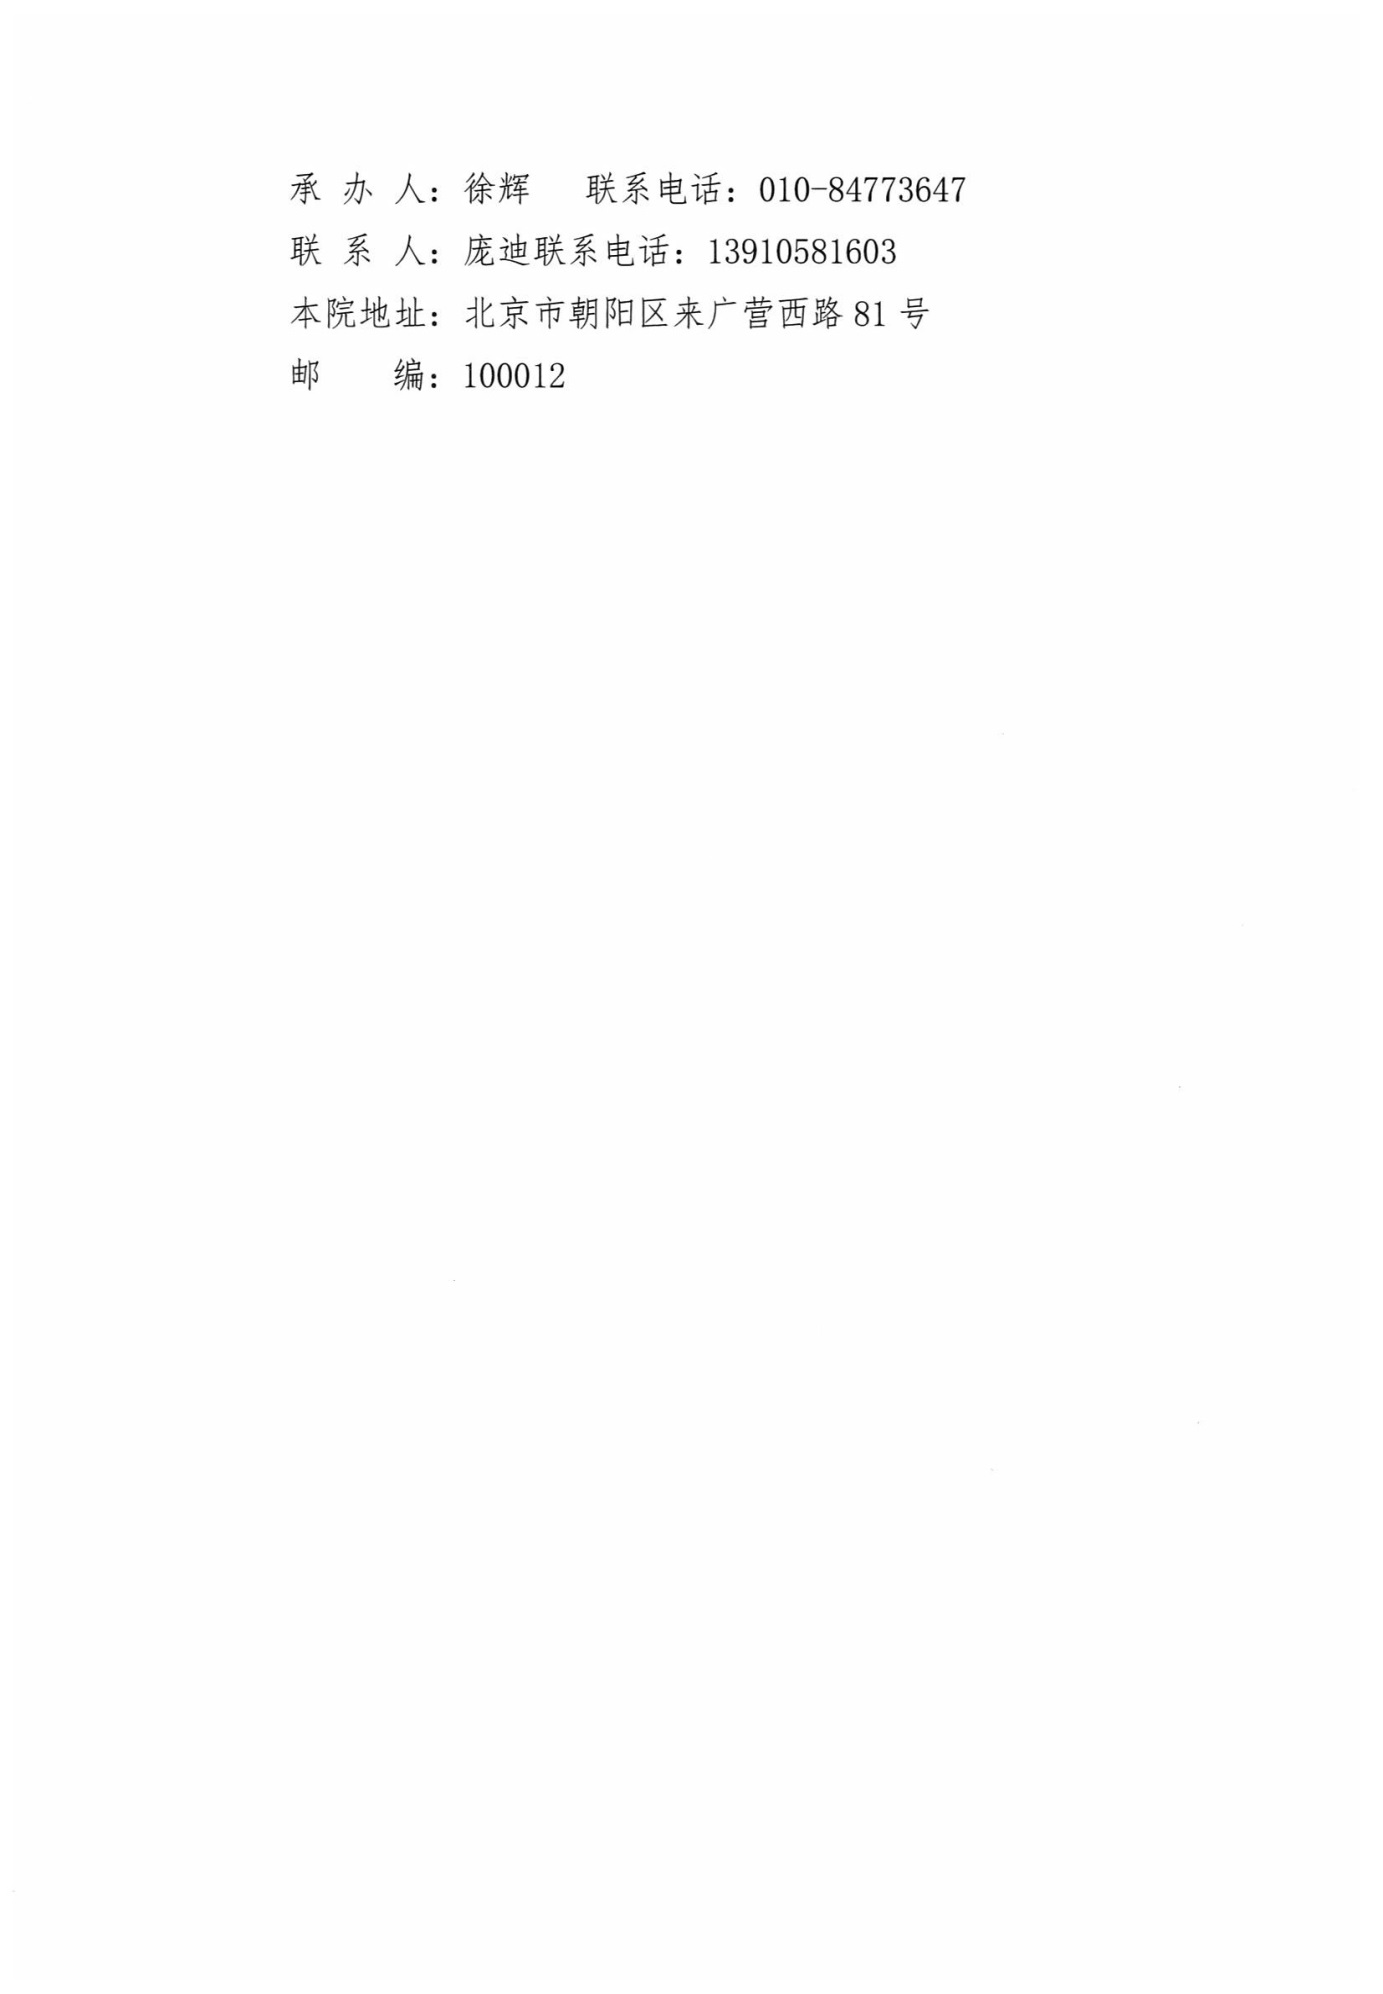 承 办 人：徐辉　联系电话：010-84773647
联 系 人：庞迪联系电话：13910581603
本院地址：北京市朝阳区来广营西路 81 号
邮　　编：100012